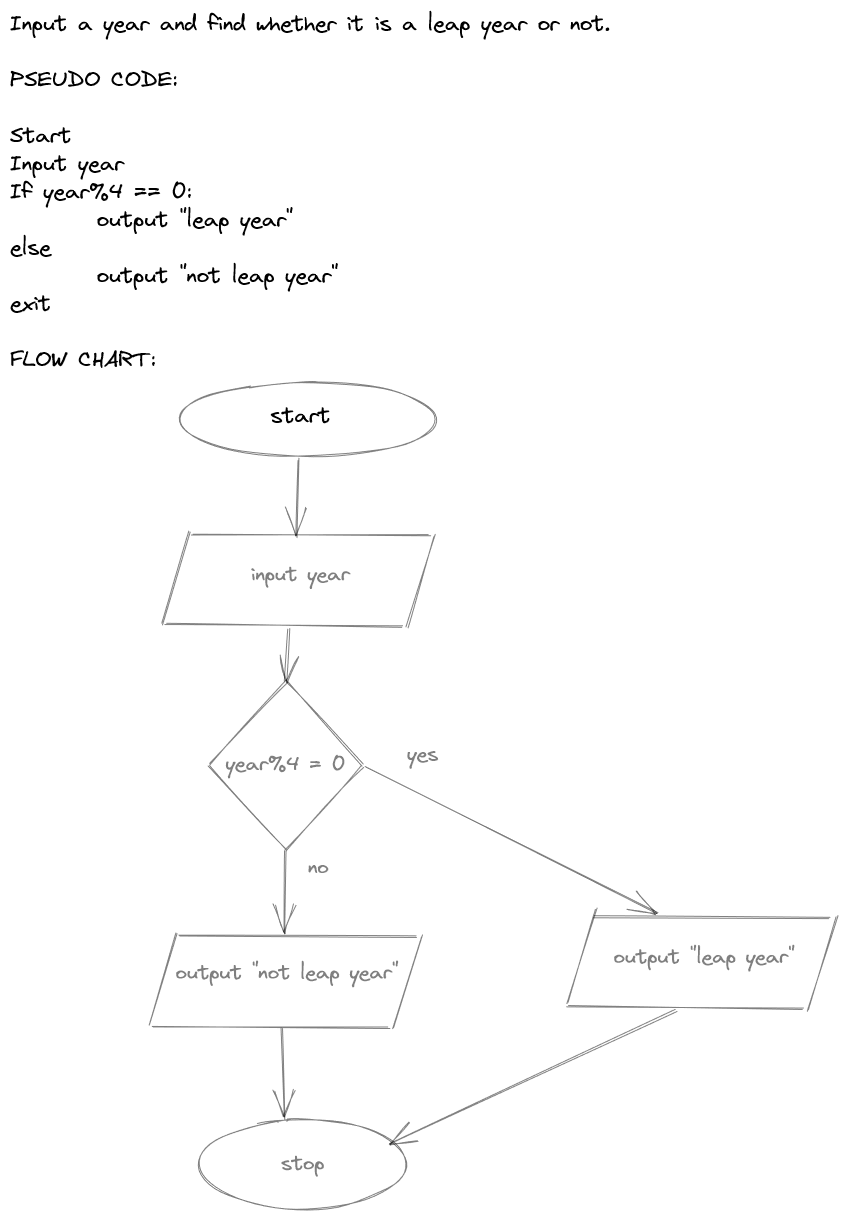 Input a year and find whether it is a leap year or not.
PSEUDO CODE:
Start
Input year
If year%4 == 0:
output "leap year"
else
output "not leap year"
exit
FLOW CHART:
start
input year
year%4 = 0
yes
no
output "leap year"
output "not leap year"
stop